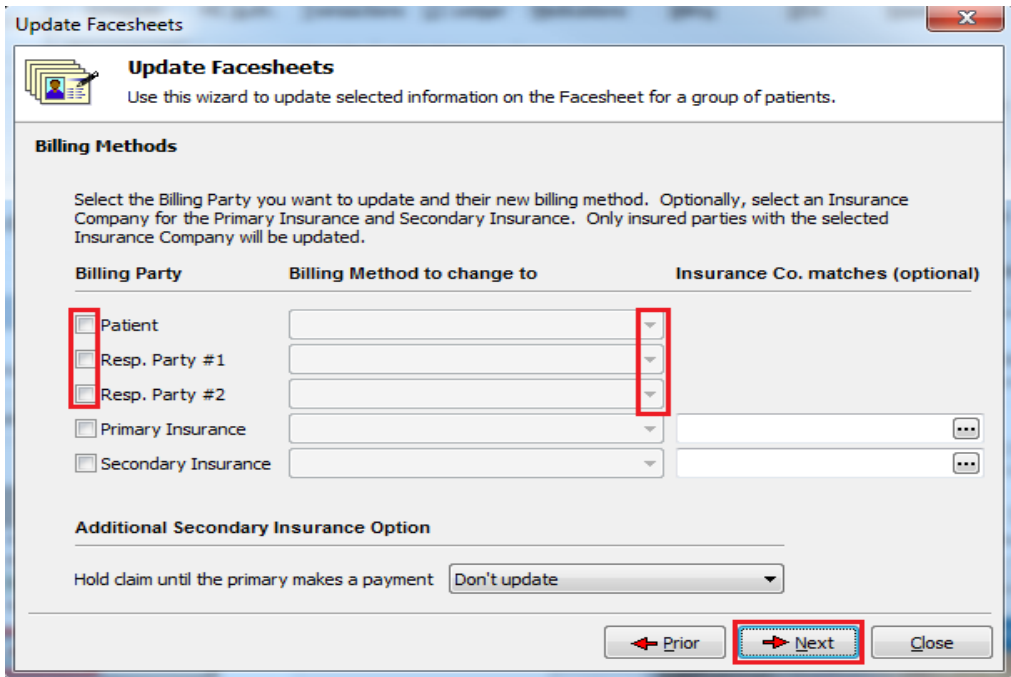 Update Facesheets
Update Facesheets
Use this wizard to update selected information on the Facesheet for a group of patients.
Billing Methods
Select the Billing Party you want to update and their new billing method. Optionally, select an Insurance
Company for the Primary Insurance and Secondary Insurance. Only insured parties with the selected
Insurance Company will be updated.
Billing Party Billing Method to change to Insurance Co. matches (optional)
Patient
Resp. Party #1
Resp. Party #2
Primary Insurance ...
Secondary Insurance ...
Additional Secondary Insurance Option
Hold claim until the primary makes a payment Don't update
Prior Next Close